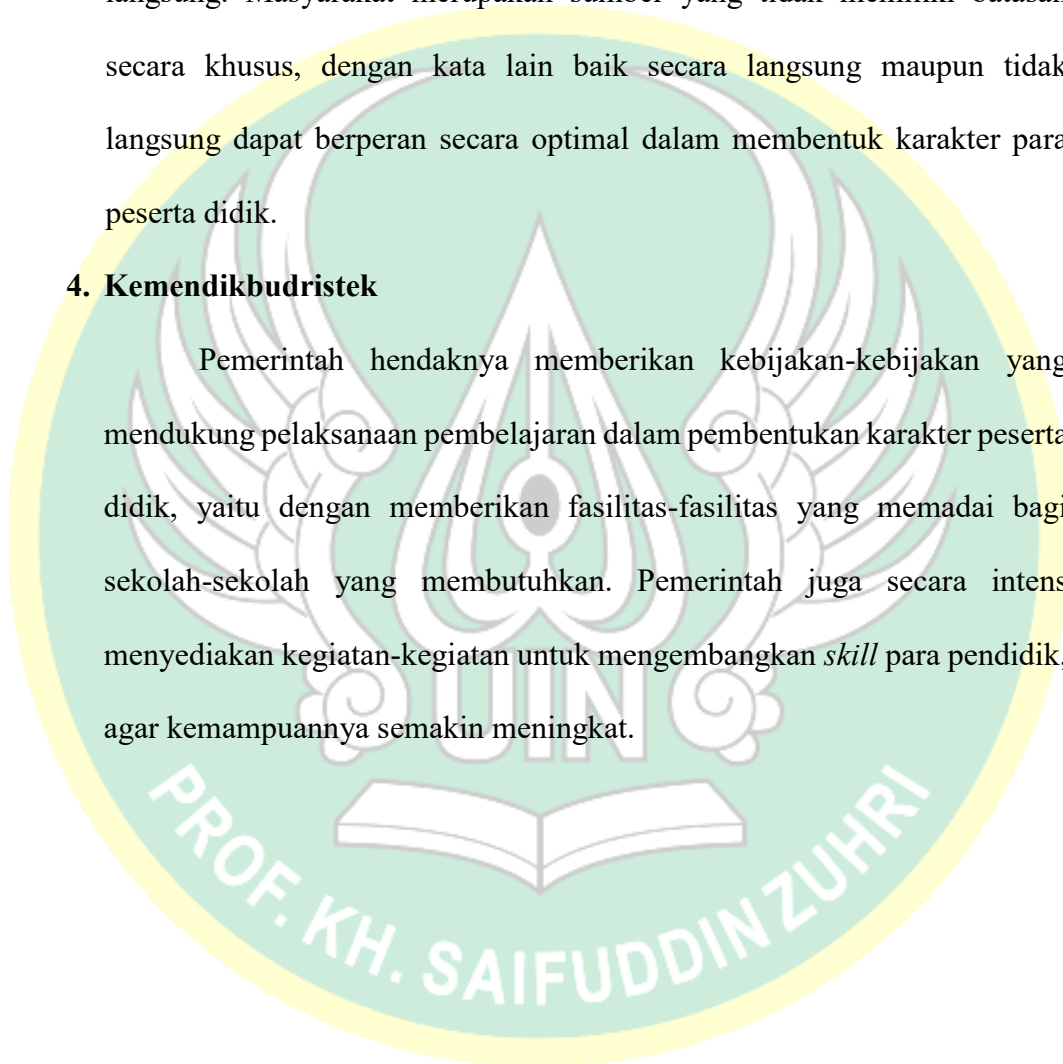 langsung. Masyarakat merupakan sumber yang tidak memiliki batasan
secara khusus, dengan kata lain baik secara langsung maupun tidak
langsung dapat berperan secara optimal dalam membentuk karakter para
peserta didik.
4. Kemendikbudristek
Pemerintah hendaknya memberikan kebijakan-kebijakan yang
mendukung pelaksanaan pembelajaran dalam pembentukan karakter peserta
didik, yaitu dengan memberikan fasilitas-fasilitas yang memadai bagi
sekolah-sekolah yang membutuhkan. Pemerintah juga secara intens
menyediakan kegiatan-kegiatan untuk mengembangkan skill para pendidik,
agar kemampuannya semakin meningkat.
UIN
PROF. KH. SAIFUDDIN ZUHRI